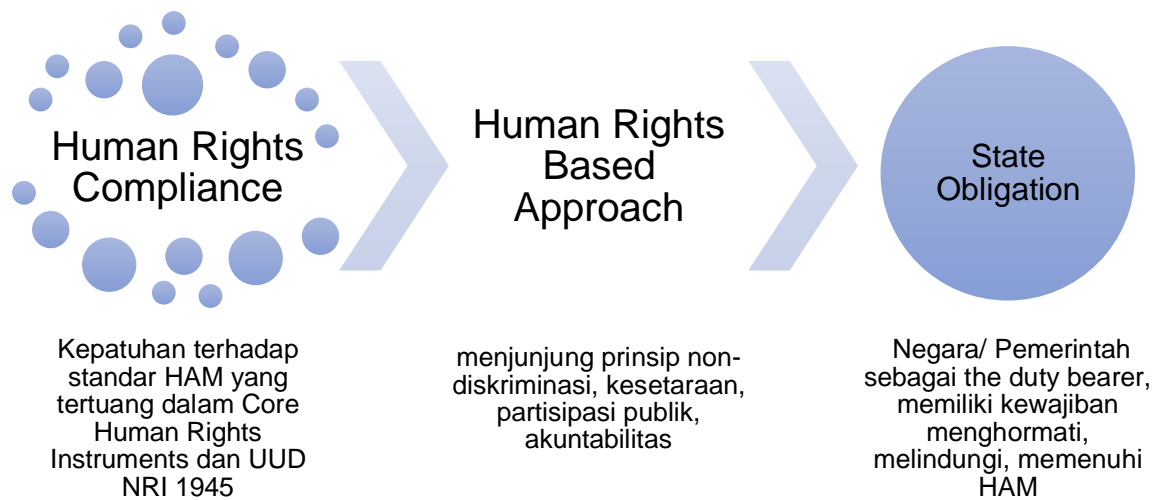 Human Rights
Compliance
Human Rights
Based
Approach
State
Obligation
Kepatuhan terhadap
standar HAM yang
tertuang dalam Core
Human Rights
Instruments dan UUD
NRI 1945
menjunjung prinsip non-
diskriminasi, kesetaraan,
partisipasi publik,
akuntabilitas
Negara/ Pemerintah
sebagai the duty bearer,
memiliki kewajiban
menghormati,
melindungi, memenuhi
HAM